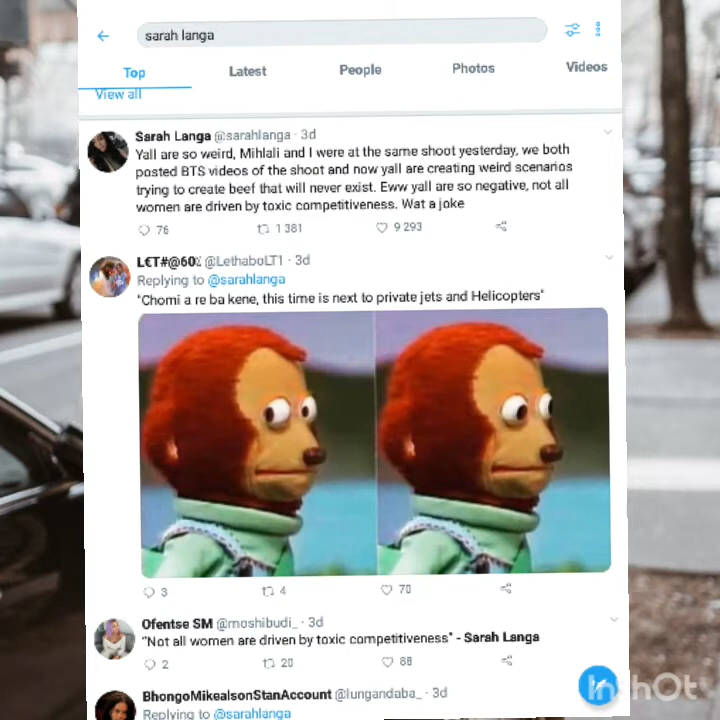 sarah langa
Top Latest People Photos Videos
View all
Sarah Langa @sarahlanga · 3d
Yall are so weird, Mihlali and I were at the same shoot yesterday, we both
posted BTS videos of the shoot and now yall are creating weird scenarios
trying to create beef that will never exist. Eww yall are so negative, not all
women are driven by toxic competitiveness. Wat a joke
76 1 381 9 293
L€T#@60% @LethaboLT1 · 3d
Replying to @sarahlanga
"Chomi a re ba kene, this time is next to private jets and Helicopters"
3 4 70
Ofentse SM @moshibudi_ · 3d
"Not all women are driven by toxic competitiveness" - Sarah Langa
2 20 88
BhongoMikealsonStanAccount @lungandaba_ · 3d
Replying to @sarahlanga
InShOt